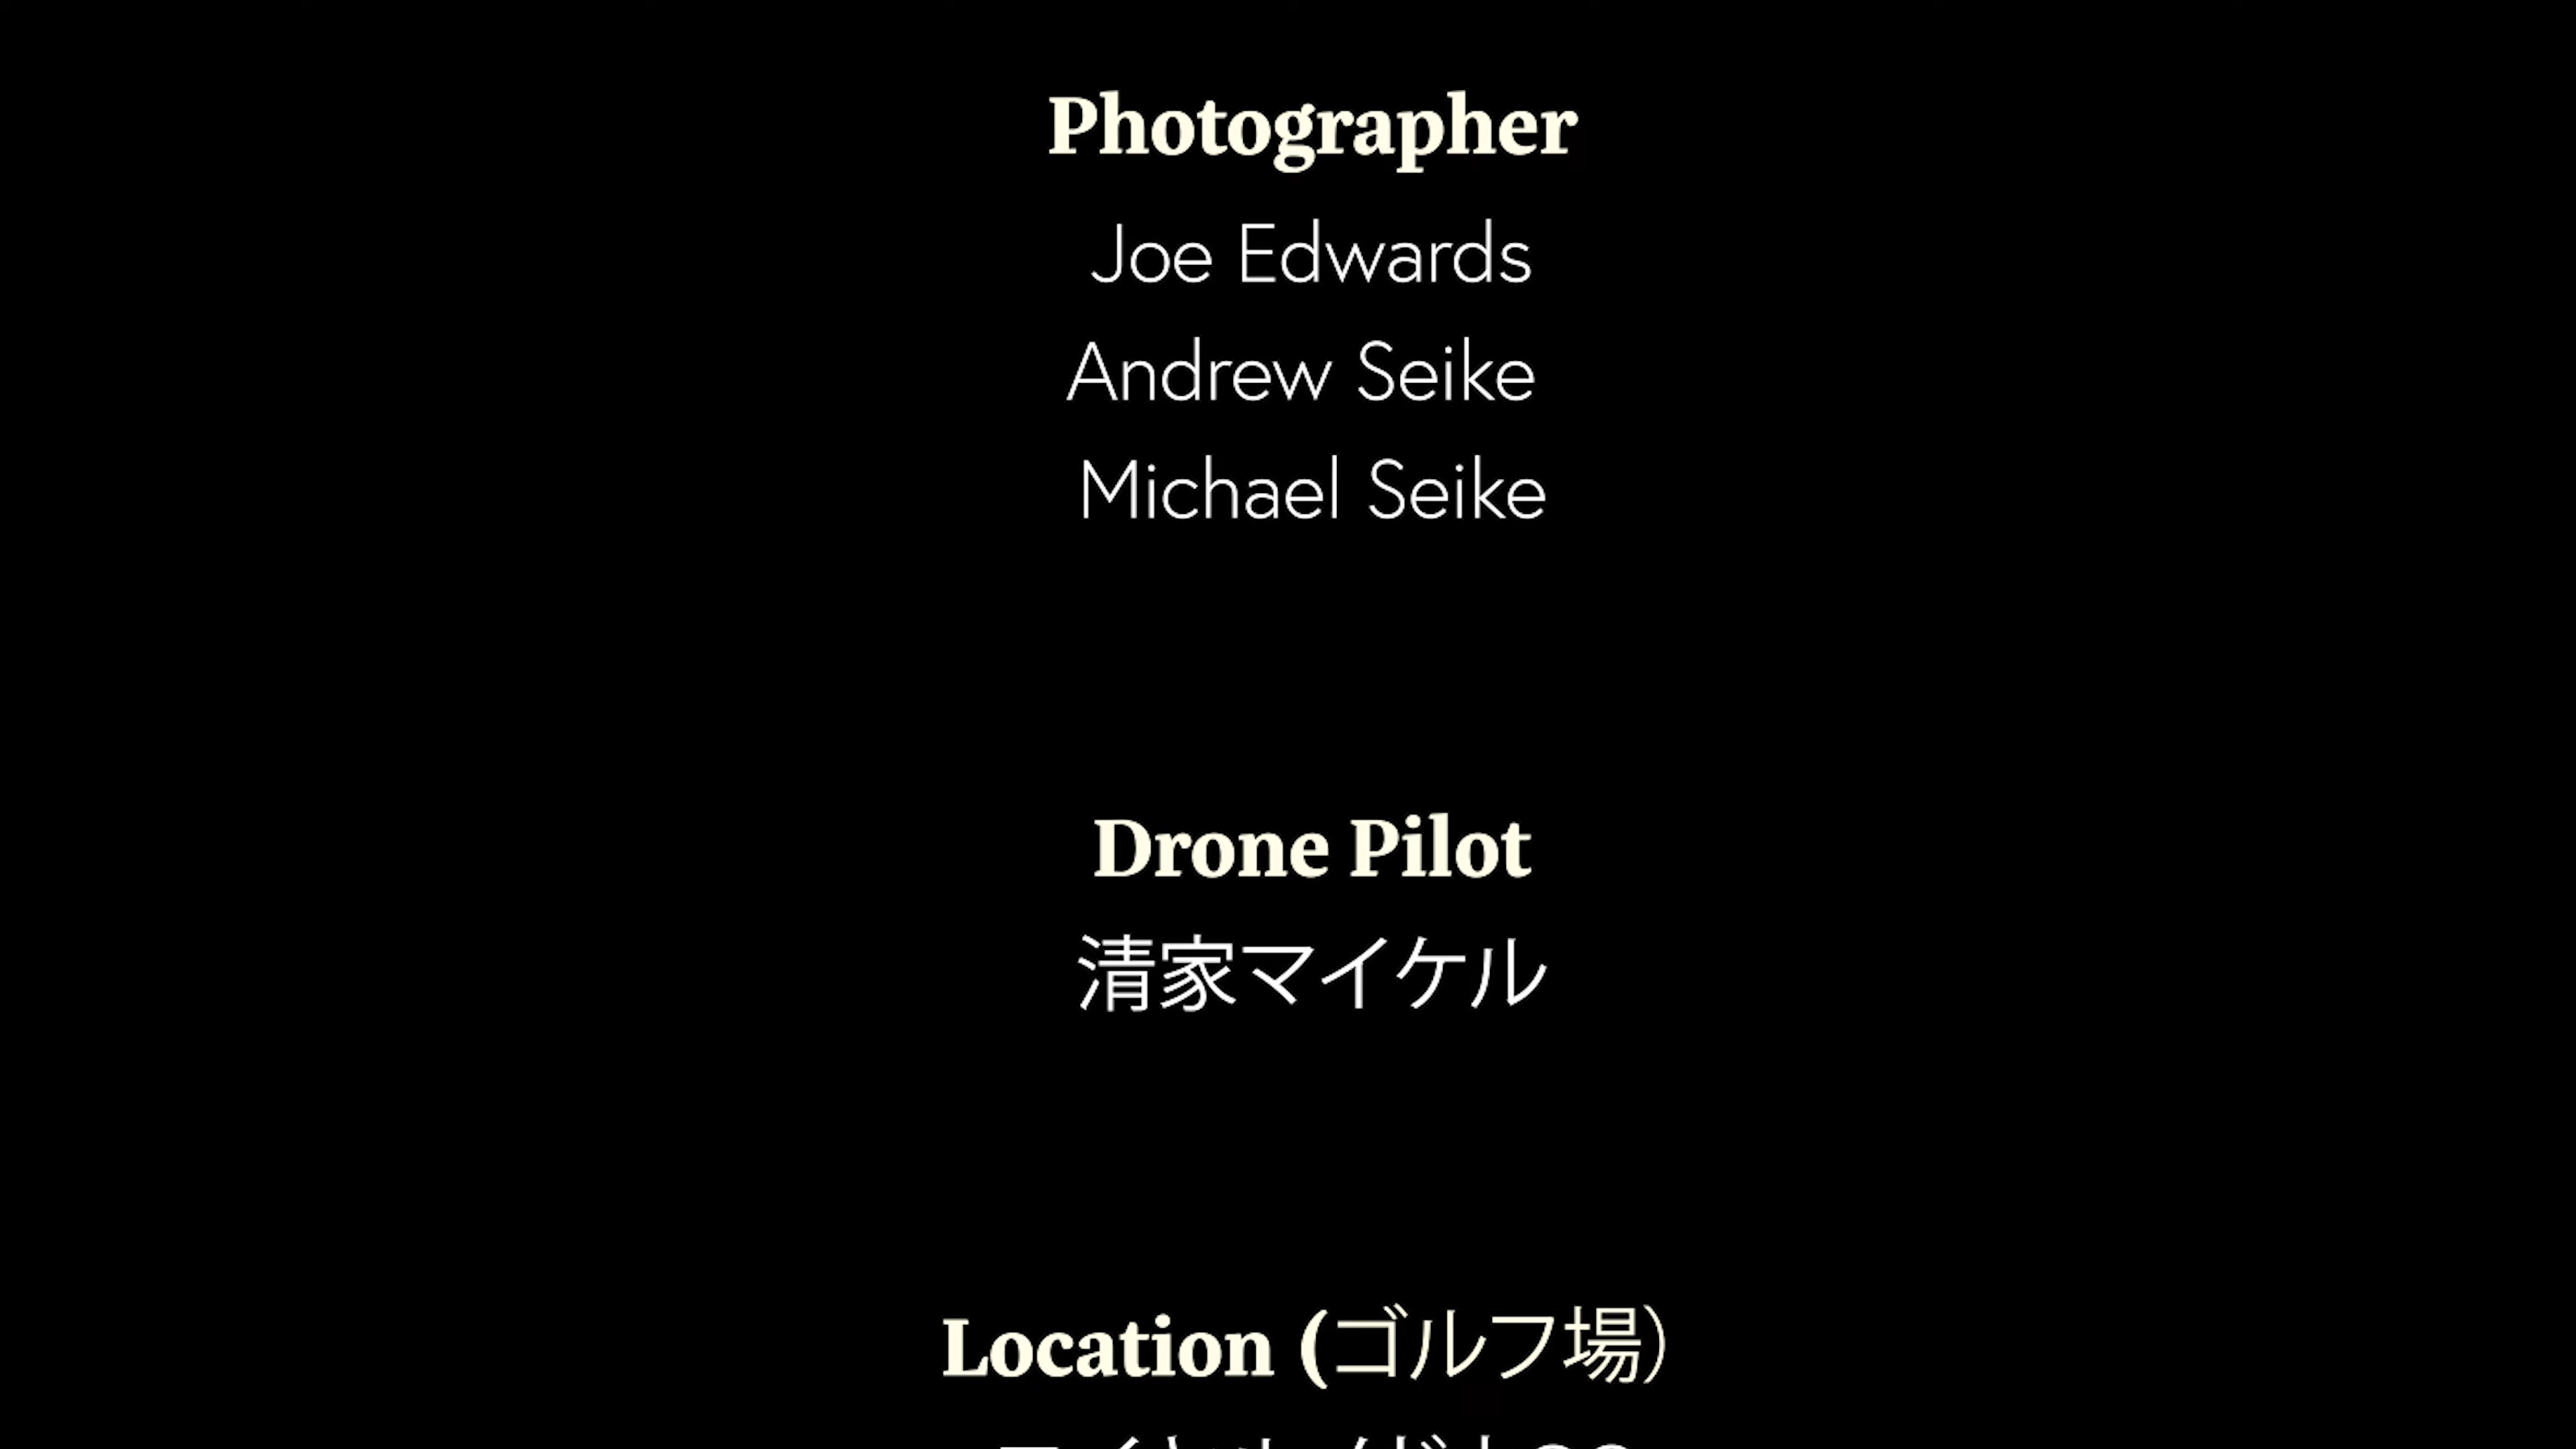 Photographer
Joe Edwards
Andrew Seike
Michael Seike
Drone Pilot
清家マイケル
Location (ゴルフ場）